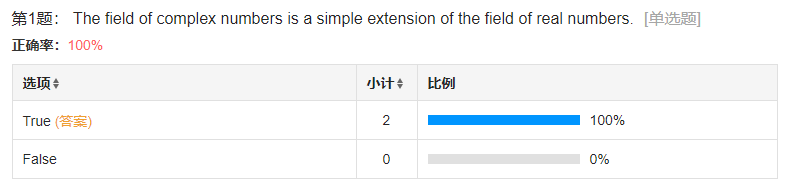 第1题： The field of complex numbers is a simple extension of the field of real numbers. [单选题]
正确率：100%
选项 小计 比例
True (答案) 2 100%
False 0 0%